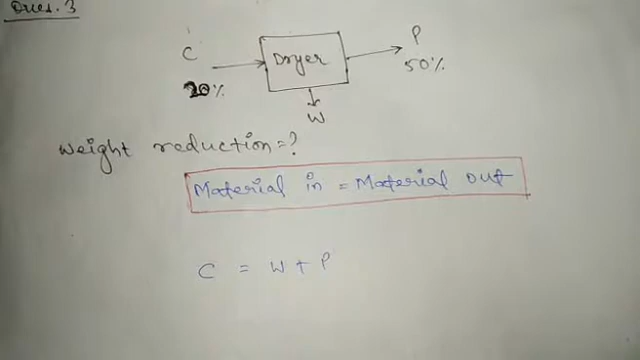 Ques. 3
C
P
Dryer
20%
50%
W
Weight reduction=?
Material in = Material out
C = W + P